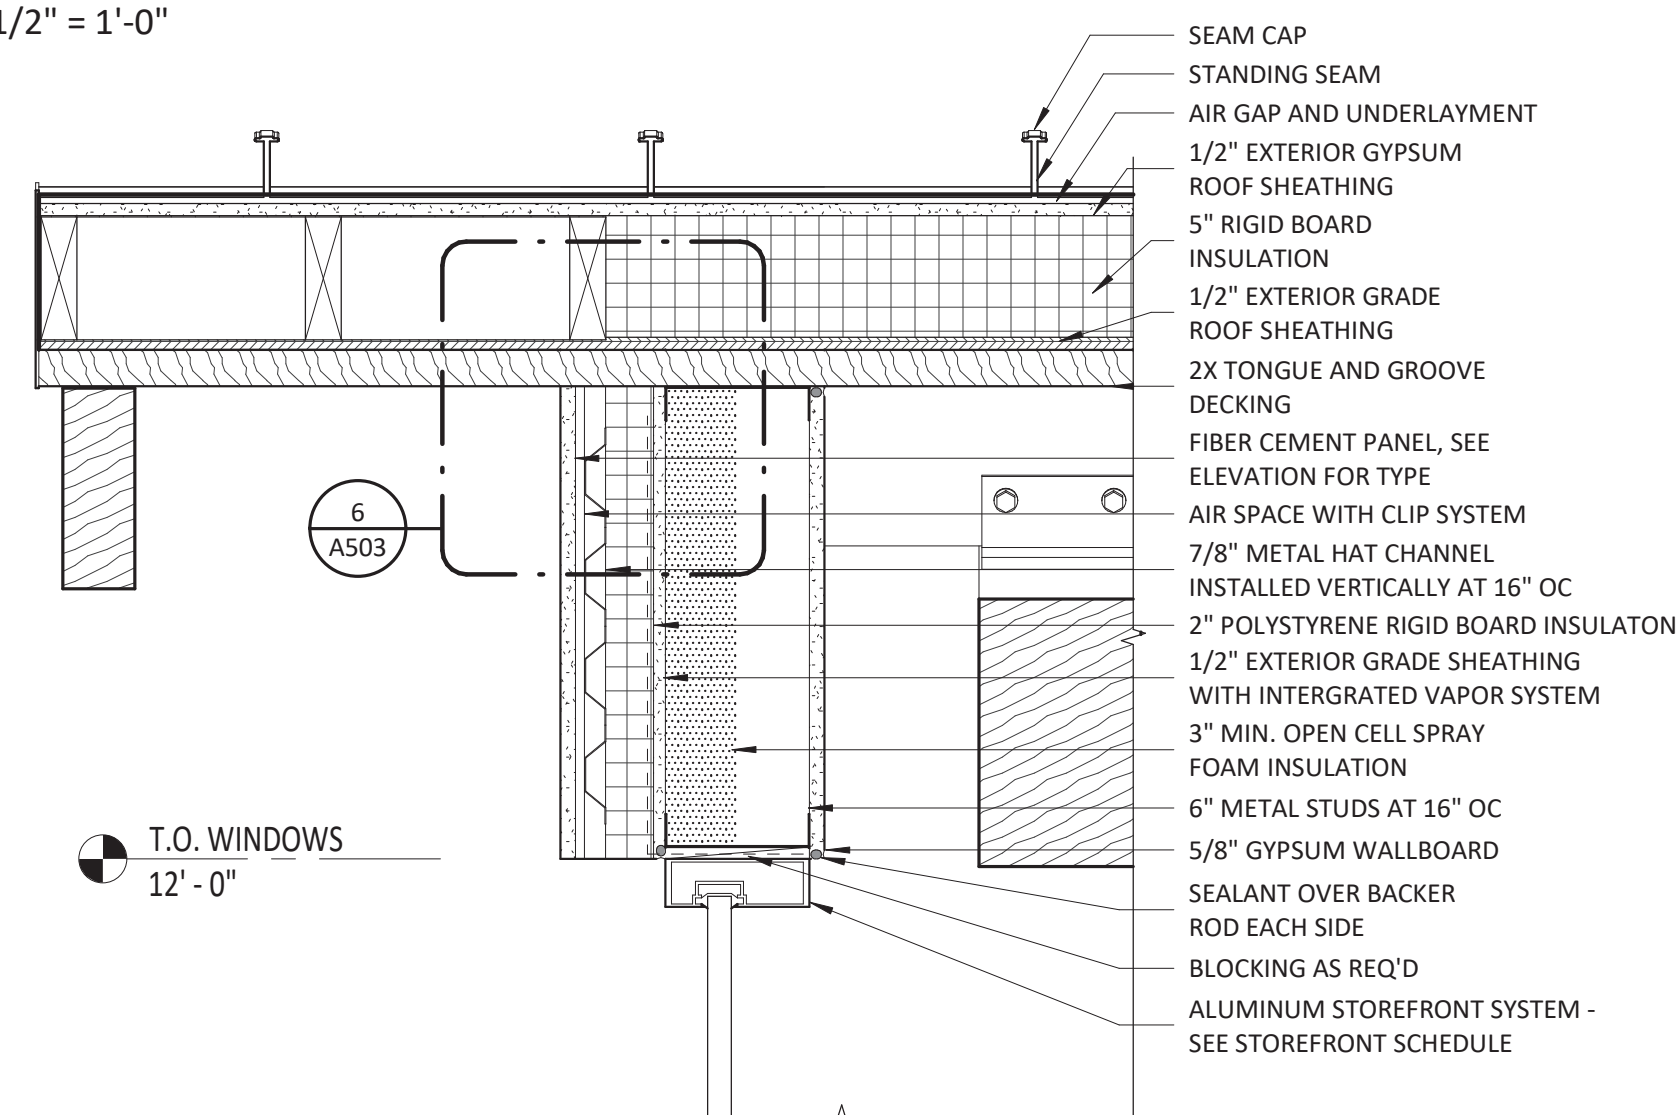 1/2" = 1'-0"
SEAM CAP
STANDING SEAM
AIR GAP AND UNDERLAYMENT
1/2" EXTERIOR GYPSUM
ROOF SHEATHING
5" RIGID BOARD
INSULATION
1/2" EXTERIOR GRADE
ROOF SHEATHING
2X TONGUE AND GROOVE
DECKING
FIBER CEMENT PANEL, SEE
ELEVATION FOR TYPE
AIR SPACE WITH CLIP SYSTEM
7/8" METAL HAT CHANNEL
INSTALLED VERTICALLY AT 16" OC
2" POLYSTYRENE RIGID BOARD INSULATON
1/2" EXTERIOR GRADE SHEATHING
WITH INTERGRATED VAPOR SYSTEM
3" MIN. OPEN CELL SPRAY
FOAM INSULATION
6" METAL STUDS AT 16" OC
5/8" GYPSUM WALLBOARD
SEALANT OVER BACKER
ROD EACH SIDE
BLOCKING AS REQ'D
ALUMINUM STOREFRONT SYSTEM -
SEE STOREFRONT SCHEDULE
6
A503
T.O. WINDOWS
12' - 0"